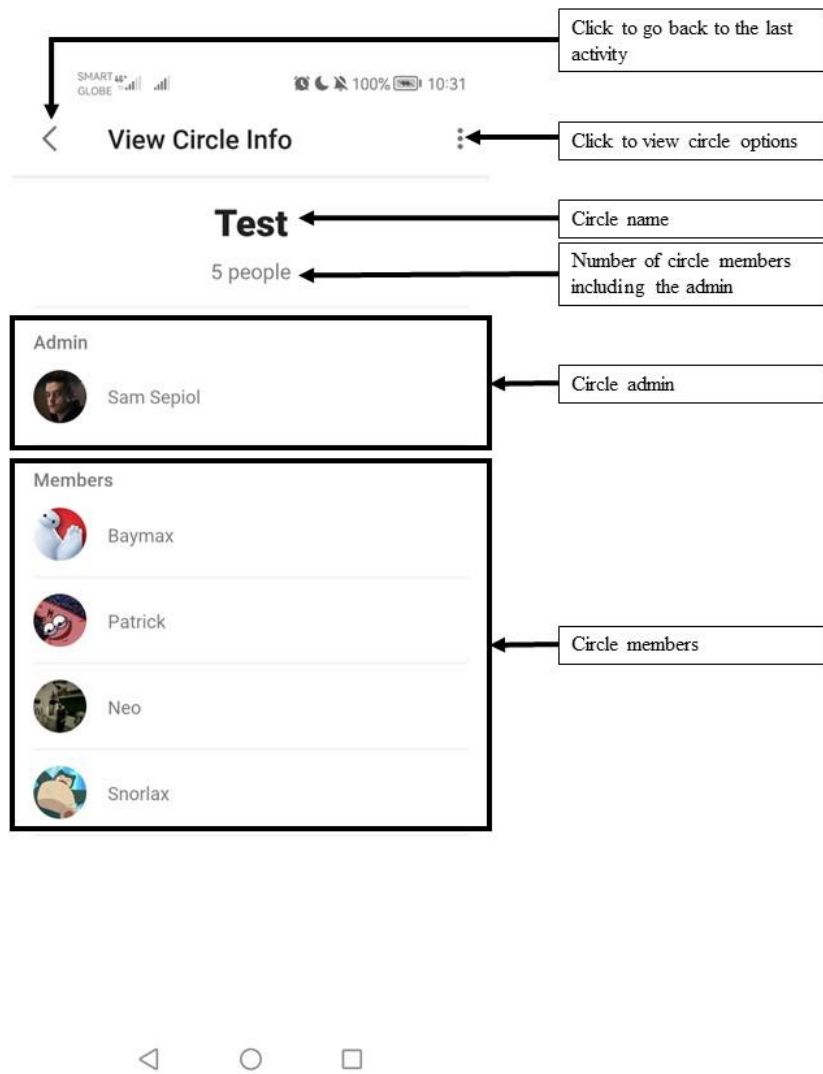 Click to go back to the last
activity
SMART 46+
GLOBE
100% 10:31
View Circle Info
Click to view circle options
Test
Circle name
5 people
Number of circle members
including the admin
Admin
Sam Sepiol
Circle admin
Members
Baymax
Patrick
Neo
Circle members
Snorlax